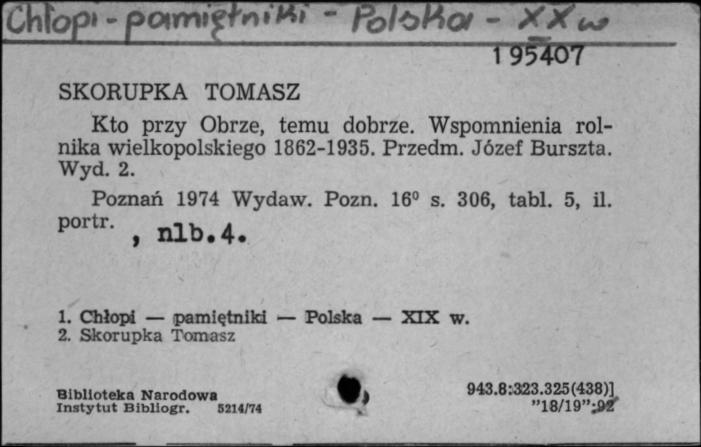 Chłopi - pamiętniki - Polska - XX w
195407
SKORUPKA TOMASZ
Kto przy Obrze, temu dobrze. Wspomnienia rol-
nika wielkopolskiego 1862-1935. Przedm. Józef Burszta.
Wyd. 2.
Poznań 1974 Wydaw. Pozn. 16⁰ s. 306, tabl. 5, il.
portr. , nlb.4.
1. Chłopi — pamiętniki — Polska — XIX w.
2. Skorupka Tomasz
Biblioteka Narodowa
Instytut Bibliogr. 5214/74
943.8:323.325(438)]
"18/19":92